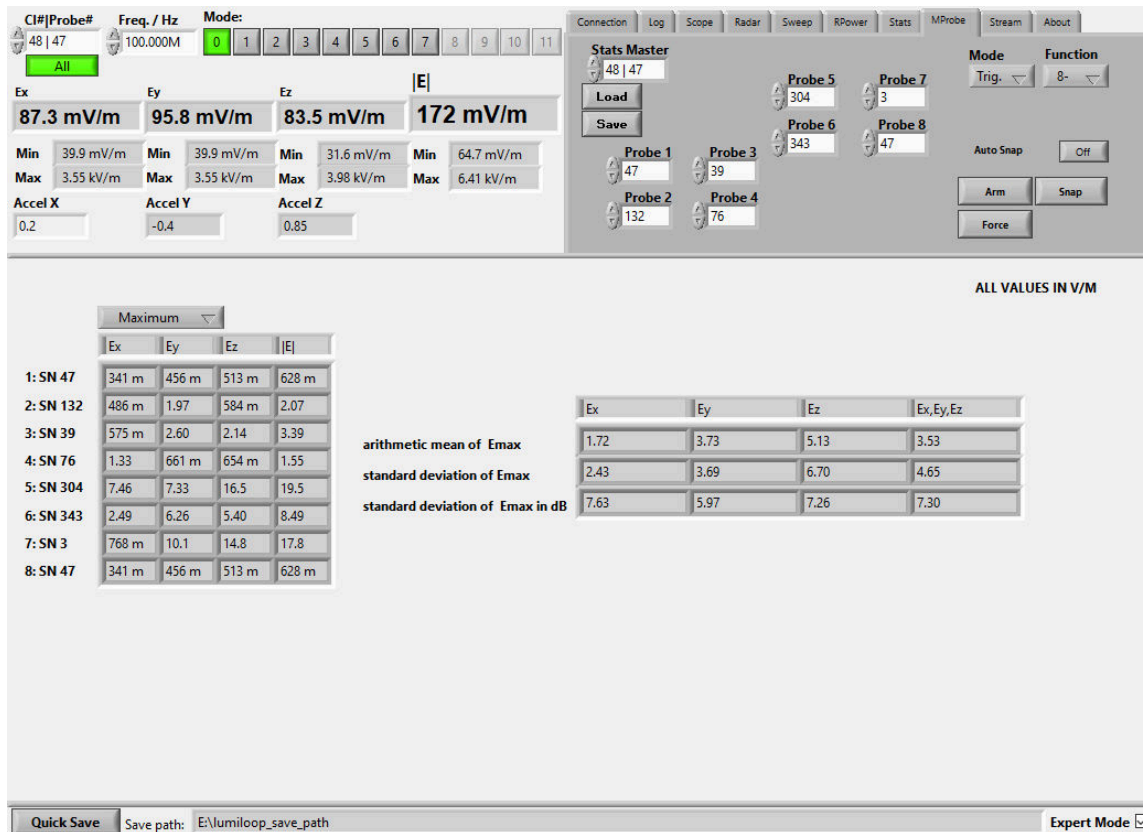 CI#|Probe# Freq. / Hz Mode:
48 | 47 100.000M 0 1 2 3 4 5 6 7 8 9 10 11
All
Ex Ey Ez |E|
87.3 mV/m 95.8 mV/m 83.5 mV/m 172 mV/m
Min 39.9 mV/m Min 39.9 mV/m Min 31.6 mV/m Min 64.7 mV/m
Max 3.55 kV/m Max 3.55 kV/m Max 3.98 kV/m Max 6.41 kV/m
Accel X Accel Y Accel Z
0.2 -0.4 0.85
Connection Log Scope Radar Sweep RPower Stats MProbe Stream About
Stats Master
48 | 47
Load
Save
Probe 1 Probe 3
47 39
Probe 2 Probe 4
132 76
Probe 5 Probe 7
304 3
Probe 6 Probe 8
343 47
Mode Function
Trig. 8-
Auto Snap Off
Arm Snap
Force
ALL VALUES IN V/M
Maximum
Ex Ey Ez |E|
1: SN 47 341 m 456 m 513 m 628 m
2: SN 132 486 m 1.97 584 m 2.07
3: SN 39 575 m 2.60 2.14 3.39
4: SN 76 1.33 661 m 654 m 1.55
5: SN 304 7.46 7.33 16.5 19.5
6: SN 343 2.49 6.26 5.40 8.49
7: SN 3 768 m 10.1 14.8 17.8
8: SN 47 341 m 456 m 513 m 628 m
Ex Ey Ez Ex,Ey,Ez
arithmetic mean of Emax 1.72 3.73 5.13 3.53
standard deviation of Emax 2.43 3.69 6.70 4.65
standard deviation of Emax in dB 7.63 5.97 7.26 7.30
Quick Save Save path: E:\lumiloop_save_path Expert Mode